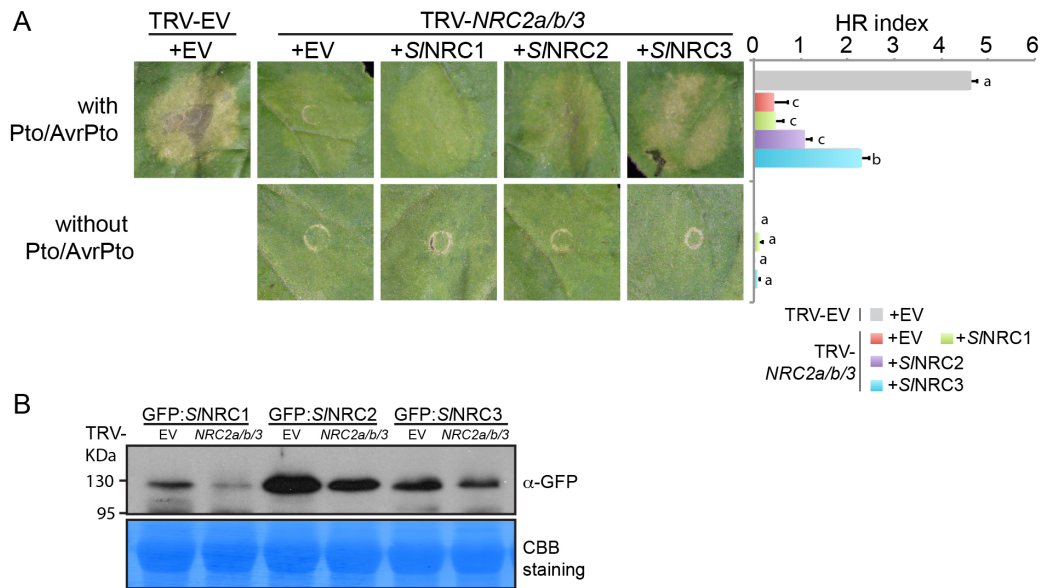 A
TRV-EV
TRV-NRC2a/b/3
HR index
+EV
+EV
+SlNRC1
+SlNRC2
+SlNRC3
0 1 2 3 4 5 6
with
Pto/AvrPto
a
c
c
c
b
without
Pto/AvrPto
a
a
a
a
TRV-EV +EV
TRV-
NRC2a/b/3
+EV +SlNRC1
+SlNRC2
+SlNRC3
B
GFP:SlNRC1 GFP:SlNRC2 GFP:SlNRC3
TRV- EV NRC2a/b/3 EV NRC2a/b/3 EV NRC2a/b/3
KDa
130
α-GFP
95
CBB
staining